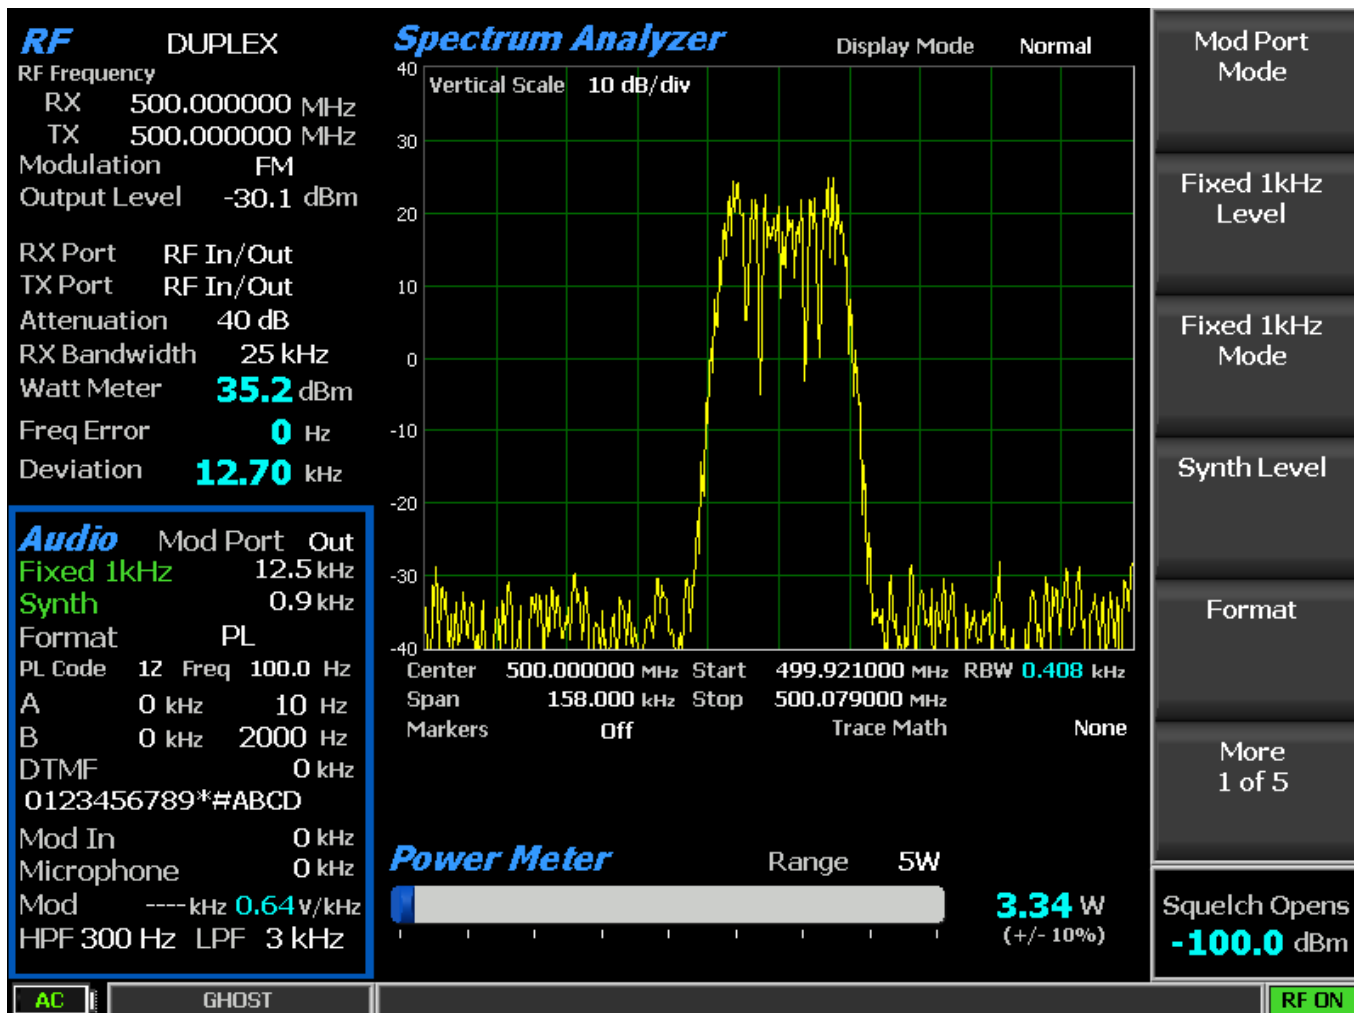 RF DUPLEX
RF Frequency
RX 500.000000 MHz
TX 500.000000 MHz
Modulation FM
Output Level -30.1 dBm
RX Port RF In/Out
TX Port RF In/Out
Attenuation 40 dB
RX Bandwidth 25 kHz
Watt Meter 35.2 dBm
Freq Error 0 Hz
Deviation 12.70 kHz
Audio Mod Port Out
Fixed 1kHz 12.5 kHz
Synth 0.9 kHz
Format PL
PL Code 1Z Freq 100.0 Hz
A 0 kHz 10 Hz
B 0 kHz 2000 Hz
DTMF 0 kHz
0123456789*#ABCD
Mod In 0 kHz
Microphone 0 kHz
Mod ----kHz 0.64 V/kHz
HPF 300 Hz LPF 3 kHz
Spectrum Analyzer Display Mode Normal
Vertical Scale 10 dB/div
40
30
20
10
0
-10
-20
-30
-40
Center 500.000000 MHz Start 499.921000 MHz RBW 0.408 kHz
Span 158.000 kHz Stop 500.079000 MHz
Markers Off Trace Math None
Power Meter Range 5W
3.34 W
(+/- 10%)
Mod Port
Mode
Fixed 1kHz
Level
Fixed 1kHz
Mode
Synth Level
Format
More
1 of 5
Squelch Opens
-100.0 dBm
AC GHOST RF ON